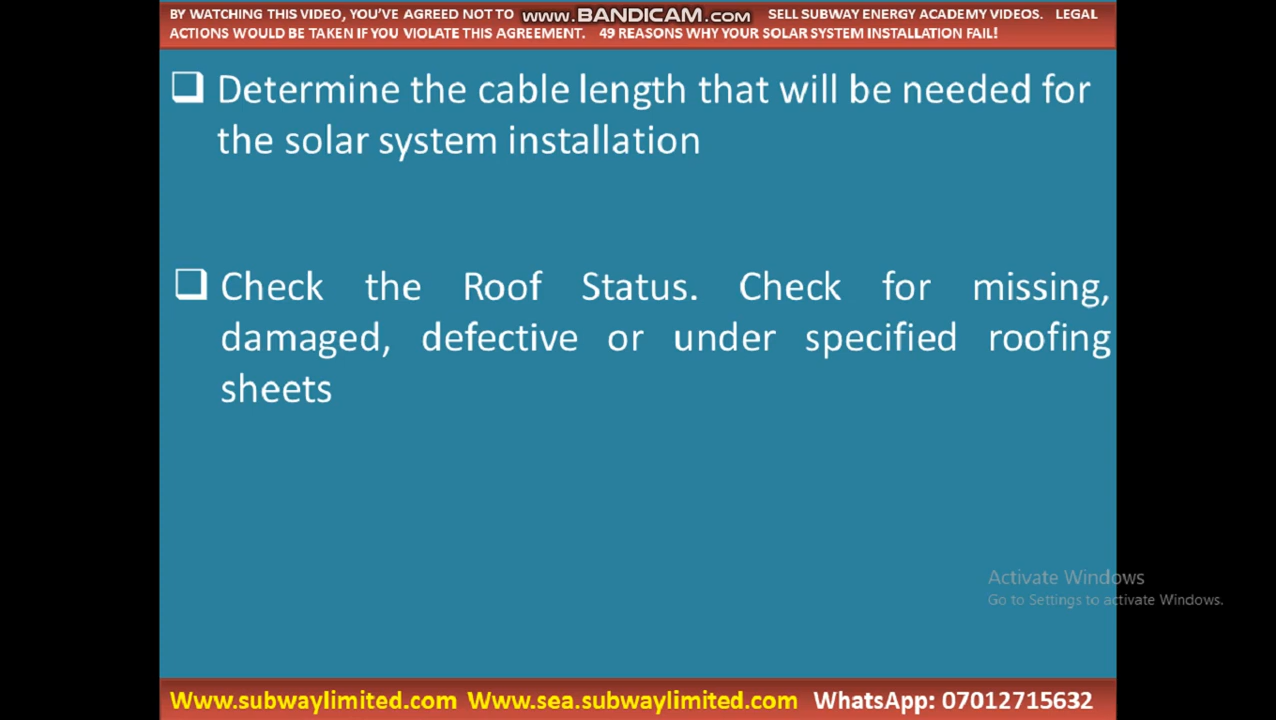 BY WATCHING THIS VIDEO, YOU'VE AGREED NOT TO www.BANDICAM.com SELL SUBWAY ENERGY ACADEMY VIDEOS. LEGAL
ACTIONS WOULD BE TAKEN IF YOU VIOLATE THIS AGREEMENT. 49 REASONS WHY YOUR SOLAR SYSTEM INSTALLATION FAIL!
Determine the cable length that will be needed for
the solar system installation
Check the Roof Status. Check for missing,
damaged, defective or under specified roofing
sheets
Activate Windows
Go to Settings to activate Windows.
Www.subwaylimited.com Www.sea.subwaylimited.com WhatsApp: 07012715632